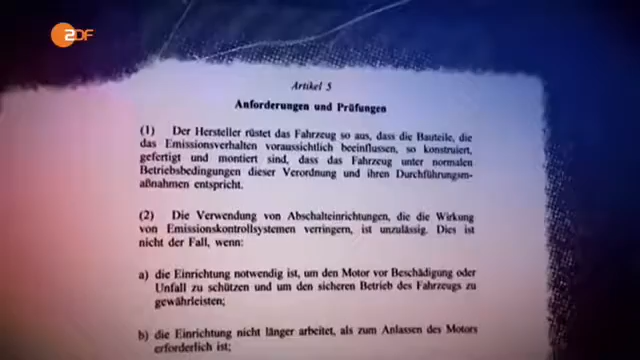 ZDF
Artikel 5
Anforderungen und Prüfungen
(1) Der Hersteller rüstet das Fahrzeug so aus, dass die Bauteile, die
das Emissionsverhalten voraussichtlich beeinflussen, so konstruiert,
gefertigt und montiert sind, dass das Fahrzeug unter normalen
Betriebsbedingungen dieser Verordnung und ihren Durchführungsm-
aßnahmen entspricht.
(2) Die Verwendung von Abschalteinrichtungen, die die Wirkung
von Emissionskontrollsystemen verringern, ist unzulässig. Dies ist
nicht der Fall, wenn:
a) die Einrichtung notwendig ist, um den Motor vor Beschädigung oder
Unfall zu schützen und um den sicheren Betrieb des Fahrzeugs zu
gewährleisten;
b) die Einrichtung nicht länger arbeitet, als zum Anlassen des Motors
erforderlich ist;